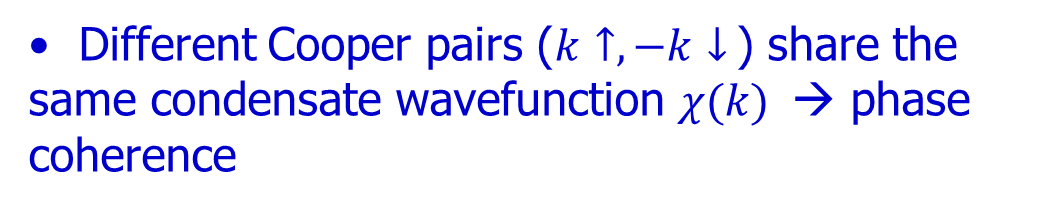 • Different Cooper pairs (𝑘 ↑, −𝑘 ↓) share the
same condensate wavefunction 𝜒(𝑘) → phase
coherence